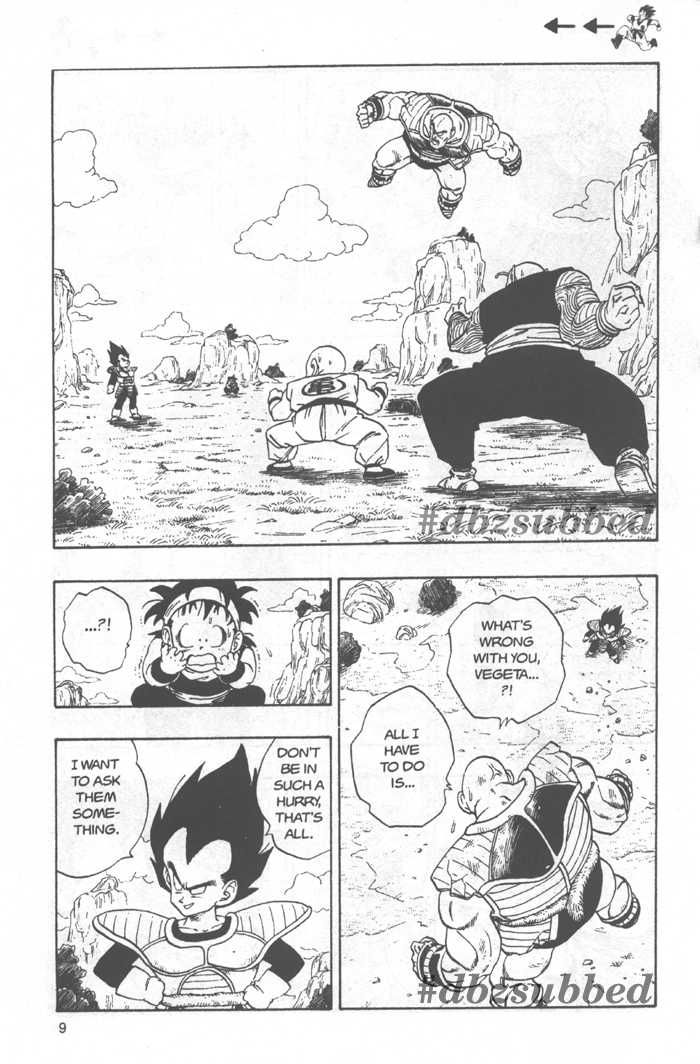 #dbzsubbed
WHAT'S
WRONG
WITH YOU,
VEGETA...
?!
ALL I
HAVE
TO DO
IS...
#dbzsubbed
...?!
DON'T
BE IN
SUCH A
HURRY,
THAT'S
ALL.
I WANT
TO ASK
THEM
SOME-
THING.
9